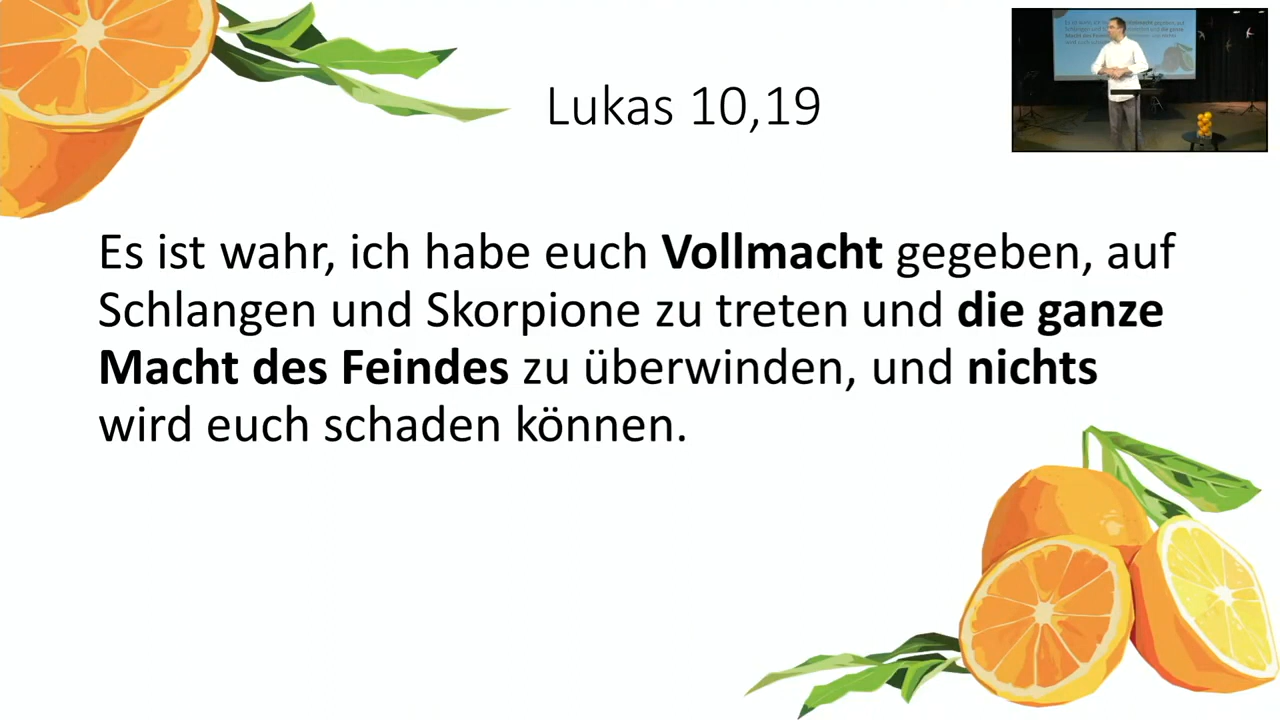 Lukas 10,19
Es ist wahr, ich habe euch Vollmacht gegeben, auf
Schlangen und Skorpione zu treten und die ganze
Macht des Feindes zu überwinden, und nichts
wird euch schaden können.